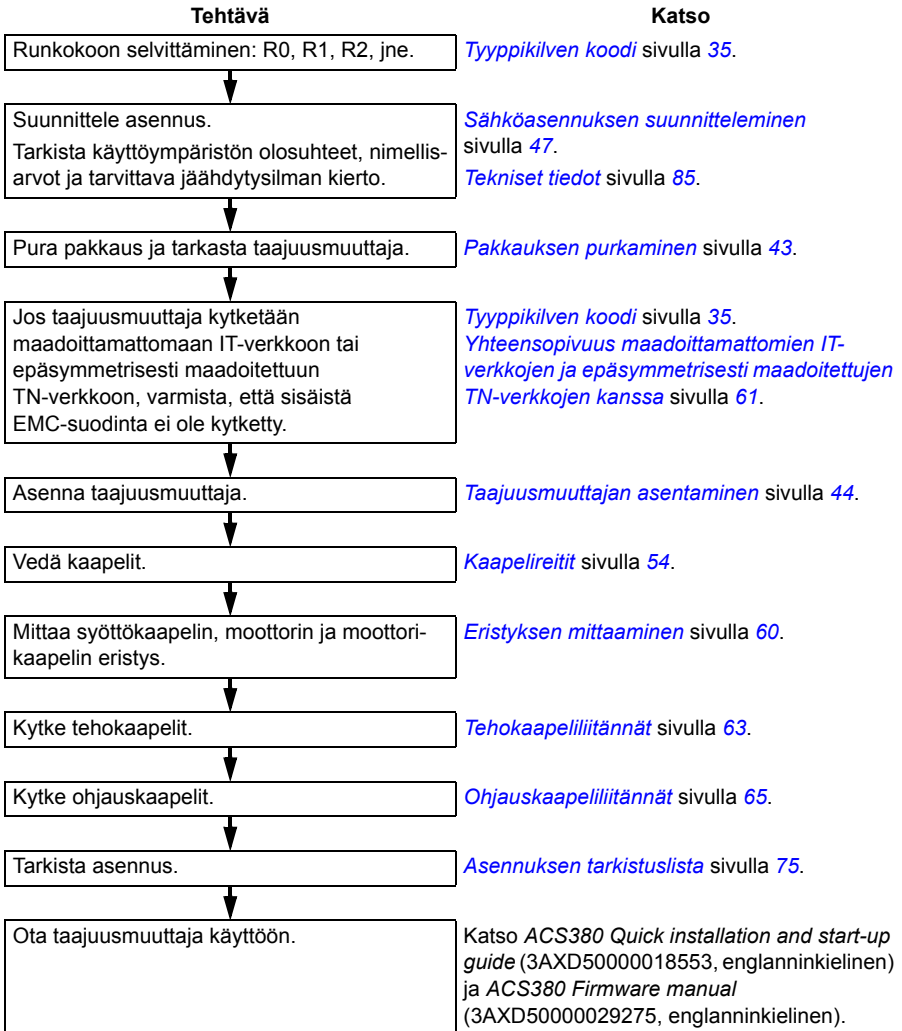 Tehtävä Katso
Runkokoon selvittäminen: R0, R1, R2, jne. Tyyppikilven koodi sivulla 35.
Suunnittele asennus. Sähköasennuksen suunnitteleminen
sivulla 47.
Tarkista käyttöympäristön olosuhteet, nimellis-
arvot ja tarvittava jäähdytysilman kierto. Tekniset tiedot sivulla 85.
Pura pakkaus ja tarkasta taajuusmuuttaja. Pakkauksen purkaminen sivulla 43.
Jos taajuusmuuttaja kytketään Tyyppikilven koodi sivulla 35.
maadoittamattomaan IT-verkkoon tai Yhteensopivuus maadoittamattomien IT-
epäsymmetrisesti maadoitettuun verkkojen ja epäsymmetrisesti maadoitettujen
TN-verkkoon, varmista, että sisäistä TN-verkkojen kanssa sivulla 61.
EMC-suodinta ei ole kytketty.
Asenna taajuusmuuttaja. Taajuusmuuttajan asentaminen sivulla 44.
Vedä kaapelit. Kaapelireitit sivulla 54.
Mittaa syöttökaapelin, moottorin ja moottori- Eristyksen mittaaminen sivulla 60.
kaapelin eristys.
Kytke tehokaapelit. Tehokaapeliliitännät sivulla 63.
Kytke ohjauskaapelit. Ohjauskaapeliliitännät sivulla 65.
Tarkista asennus. Asennuksen tarkistuslista sivulla 75.
Ota taajuusmuuttaja käyttöön. Katso ACS380 Quick installation and start-up
guide (3AXD50000018553, englanninkielinen)
ja ACS380 Firmware manual
(3AXD50000029275, englanninkielinen).